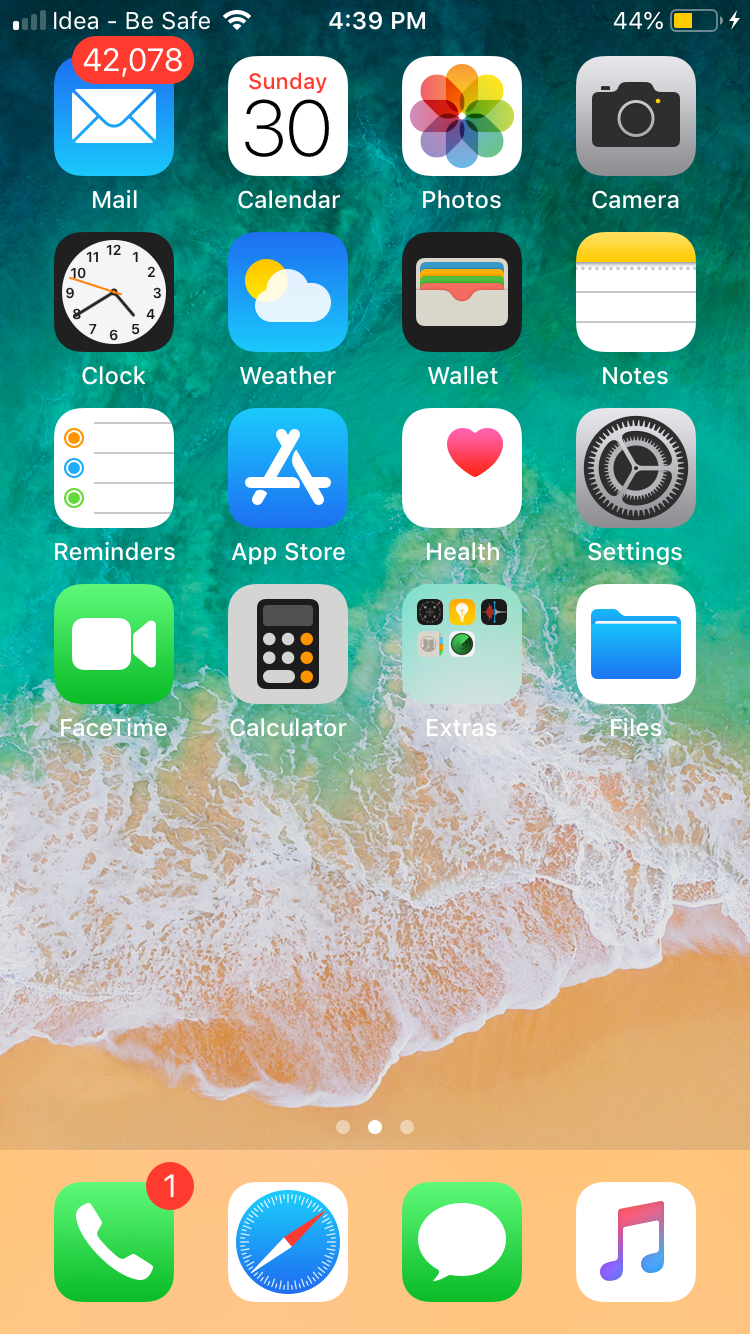 Idea - Be Safe 4:39 PM 44%
42,078
Sunday
30
Mail Calendar Photos Camera
12
11 1
10 2
9 3
8 4
7 5
6
Clock Weather Wallet Notes
Reminders App Store Health Settings
FaceTime Calculator Extras Files
1